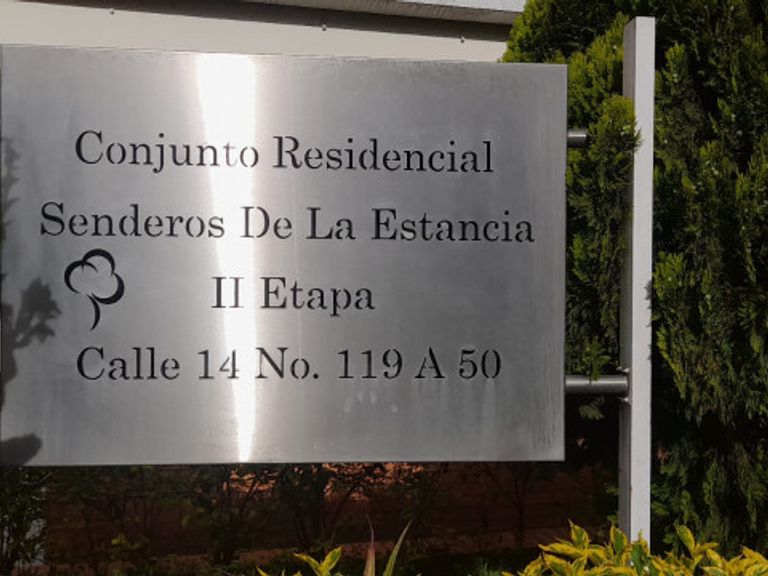 Conjunto Residencial
Senderos De La Estancia
II Etapa
Calle 14 No. 119 A 50